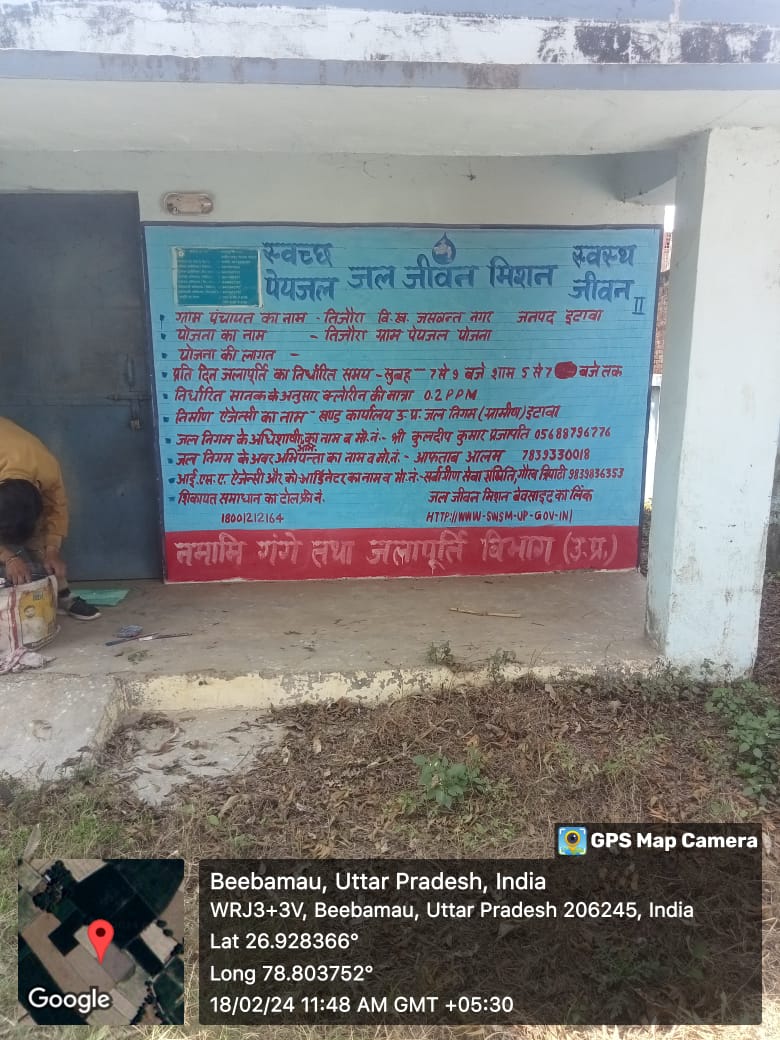 स्वच्छ पेयजल
जल जीवन मिशन
स्वस्थ जीवन
II
ग्राम पंचायत का नाम - तिजौरा वि.ख. जसवन्त नगर जनपद इटावा
योजना का नाम - तिजौरा ग्राम पेयजल योजना
योजना की लागत -
प्रति दिन जलापूर्ति का निर्धारित समय - सुबह - 7 से 9 बजे शाम 5 से 7 बजे तक
निर्धारित मानक के अनुसार क्लोरीन की मात्रा 0.2 PPM
निर्माण ऐजेन्सी का नाम - खण्ड कार्यालय उ.प्र. जल निगम (ग्रामीण) इटावा
जल निगम के अधिशाषी अभि. का नाम व मो.नं.- श्री कुलदीप कुमार प्रजापति 05688796776
जल निगम के अवर अभियन्ता का नाम व मो.नं.- आफताब आलम 7839330018
आई.एस.ए. ऐजेन्सी और को आर्डिनेटर का नाम व मो.नं.- सर्वांगीण सेवा समिति, गौरव त्रिपाठी 9839836353
शिकायत समाधान का टोल फ्री नं. जल जीवन मिशन वेबसाइट का लिंक
18001212164 HTTP://WWW-SWSM-UP-GOV-IN/
नमामि गंगे तथा जलापूर्ति विभाग (उ.प्र.)
GPS Map Camera
Beebamau, Uttar Pradesh, India
WRJ3+3V, Beebamau, Uttar Pradesh 206245, India
Lat 26.928366°
Long 78.803752°
18/02/24 11:48 AM GMT +05:30
Google